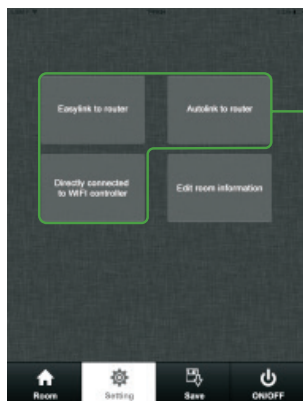 Easylink to router
Autolink to router
Directly connected
to WIFI controller
Edit room information
Room
Setting
Save
ON/OFF